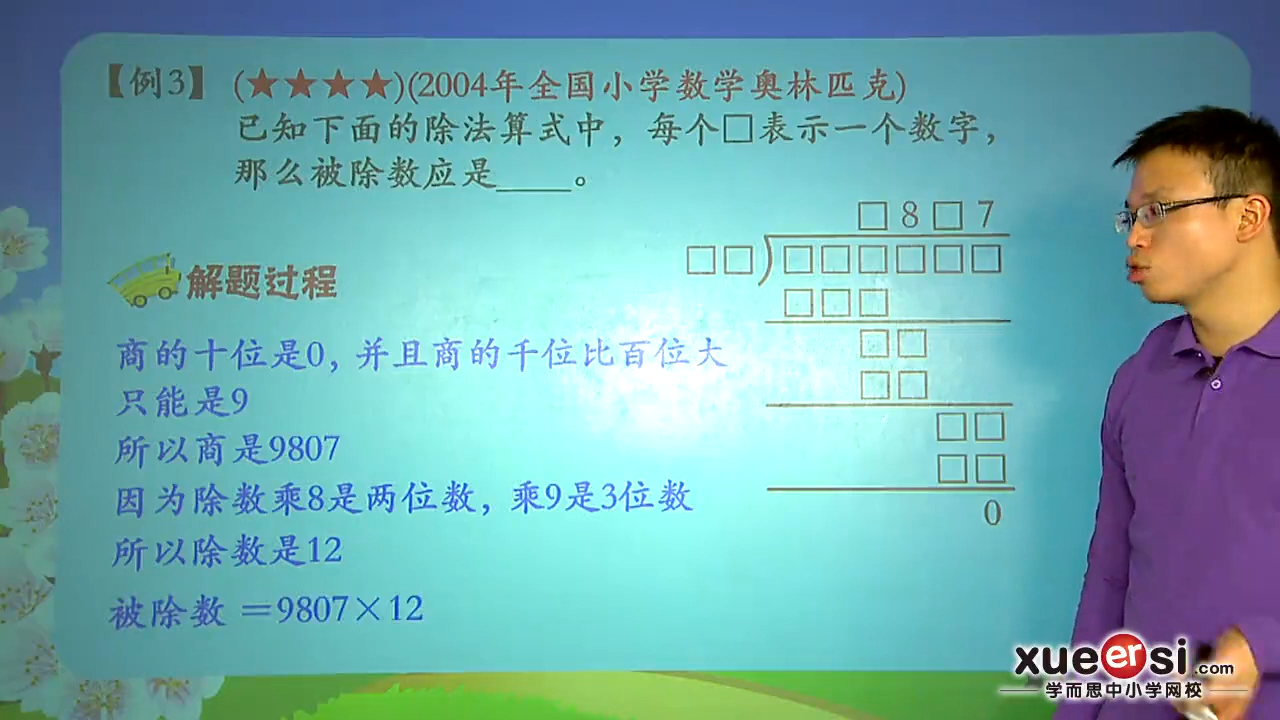 【例3】 (★★★★)(2004年全国小学数学奥林匹克)
已知下面的除法算式中，每个□表示一个数字，
那么被除数应是____。
□8□7
□□)□□□□□□
□□□
□□
□□
□□
□□
0
解题过程
商的十位是0，并且商的千位比百位大
只能是9
所以商是9807
因为除数乘8是两位数，乘9是3位数
所以除数是12
被除数＝9807×12
xueersi.com
学而思中小学网校